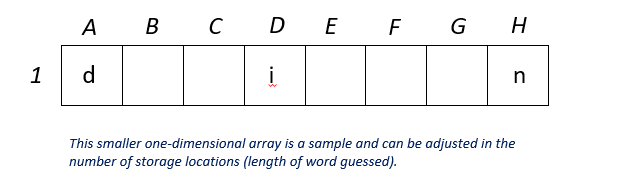 A B C D E F G H
1 d i n
This smaller one-dimensional array is a sample and can be adjusted in the
number of storage locations (length of word guessed).